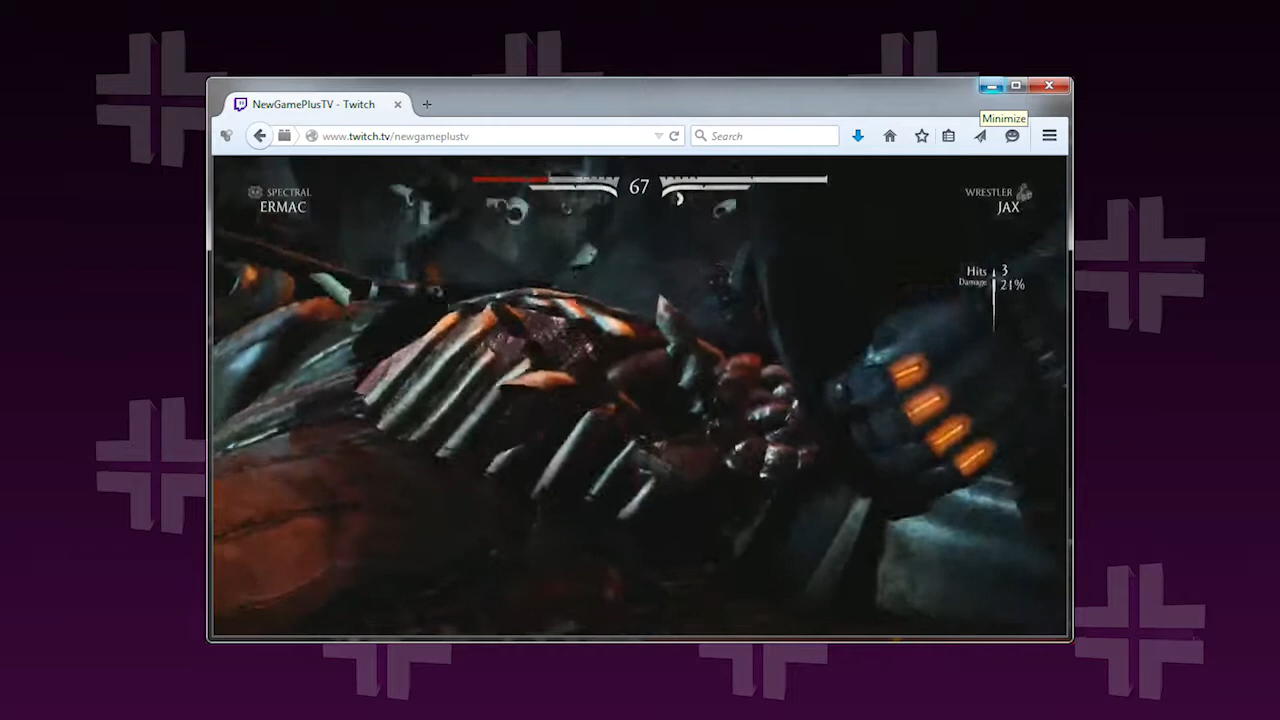 NewGamePlusTV - Twitch
Minimize
www.twitch.tv/newgameplustv
Search
SPECTRAL
ERMAC
67
WRESTLER
JAX
Hits 3
Damage 21%